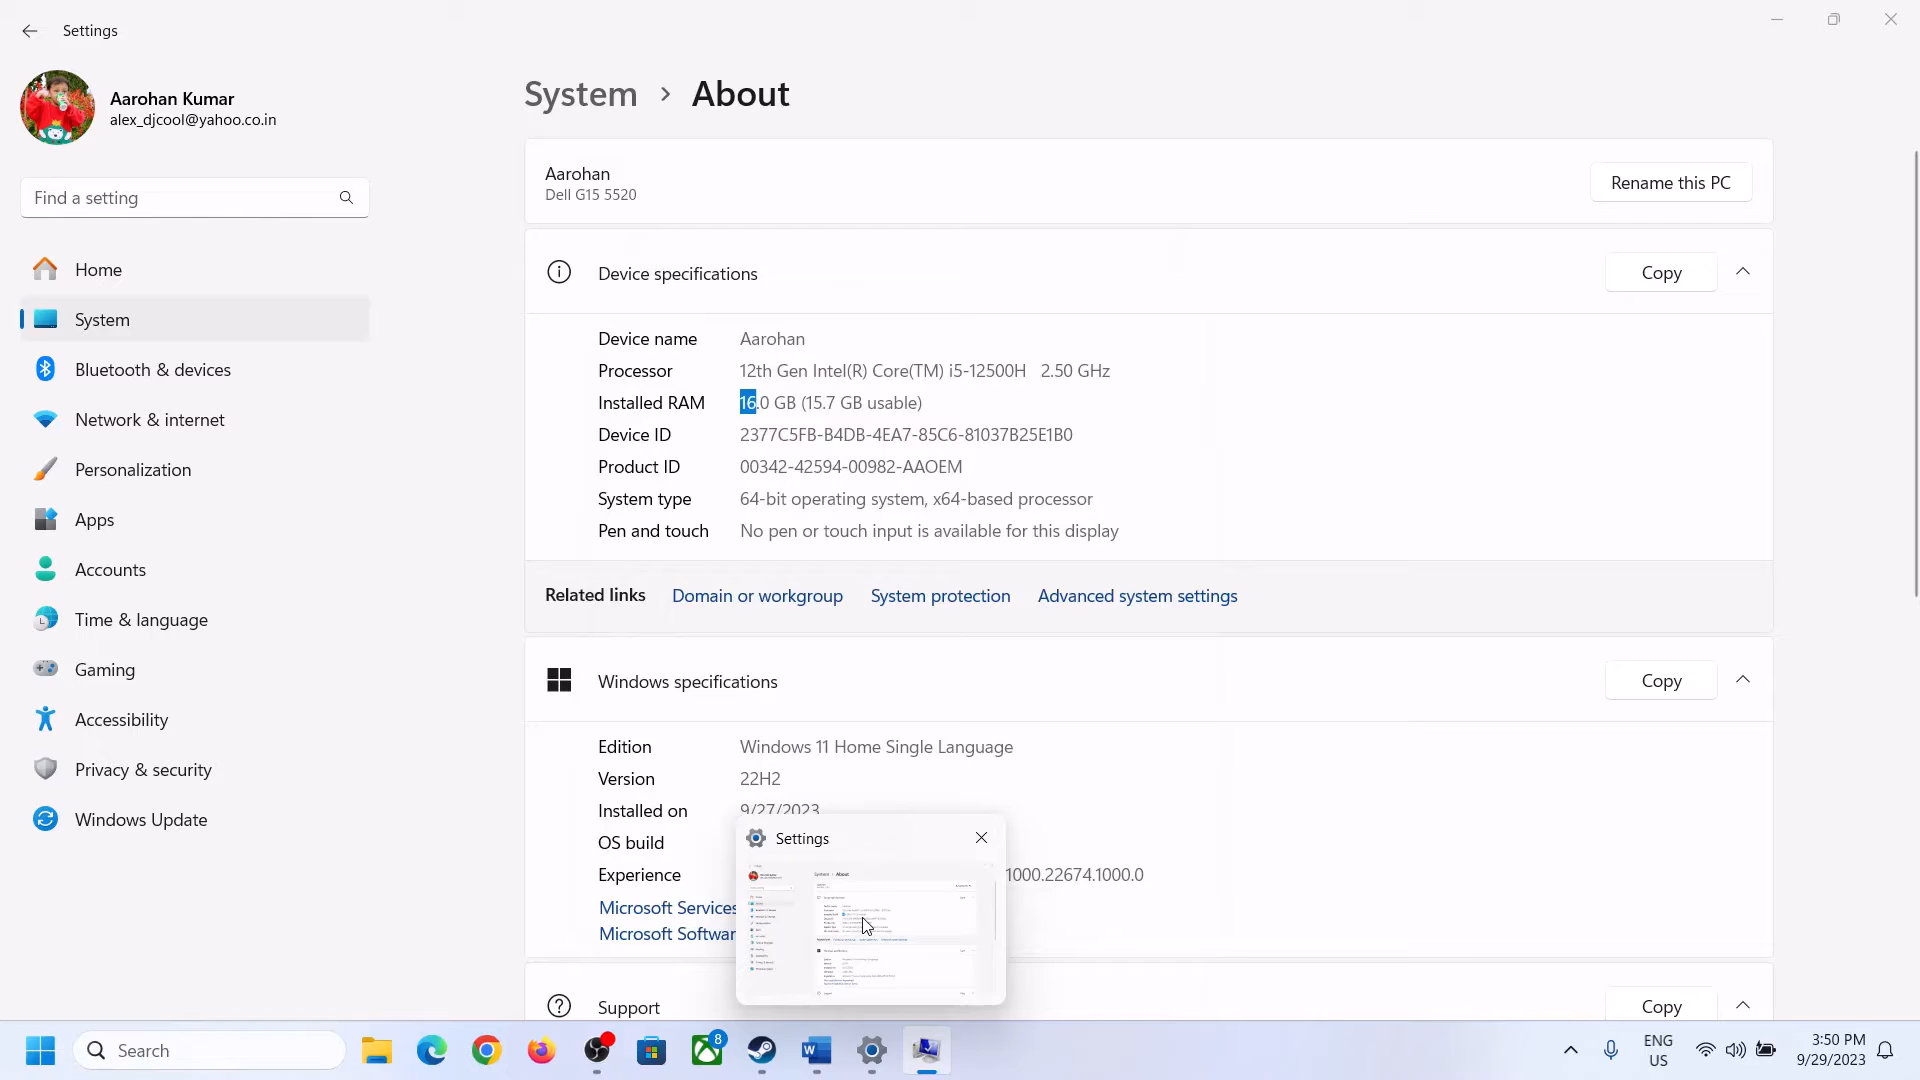 Settings
Aarohan Kumar
alex_djcool@yahoo.co.in
Find a setting
Home
System
Bluetooth & devices
Network & internet
Personalization
Apps
Accounts
Time & language
Gaming
Accessibility
Privacy & security
Windows Update
System > About
Aarohan
Dell G15 5520
Rename this PC
Device specifications
Copy
Device name Aarohan
Processor 12th Gen Intel(R) Core(TM) i5-12500H 2.50 GHz
Installed RAM 16.0 GB (15.7 GB usable)
Device ID 2377C5FB-B4DB-4EA7-85C6-81037B25E1B0
Product ID 00342-42594-00982-AAOEM
System type 64-bit operating system, x64-based processor
Pen and touch No pen or touch input is available for this display
Related links Domain or workgroup System protection Advanced system settings
Windows specifications
Copy
Edition Windows 11 Home Single Language
Version 22H2
Installed on 9/27/2023
OS build
Experience 1000.22674.1000.0
Microsoft Services
Microsoft Softwar
Settings
System > About
Support
Copy
Search
8
ENG
US
3:50 PM
9/29/2023